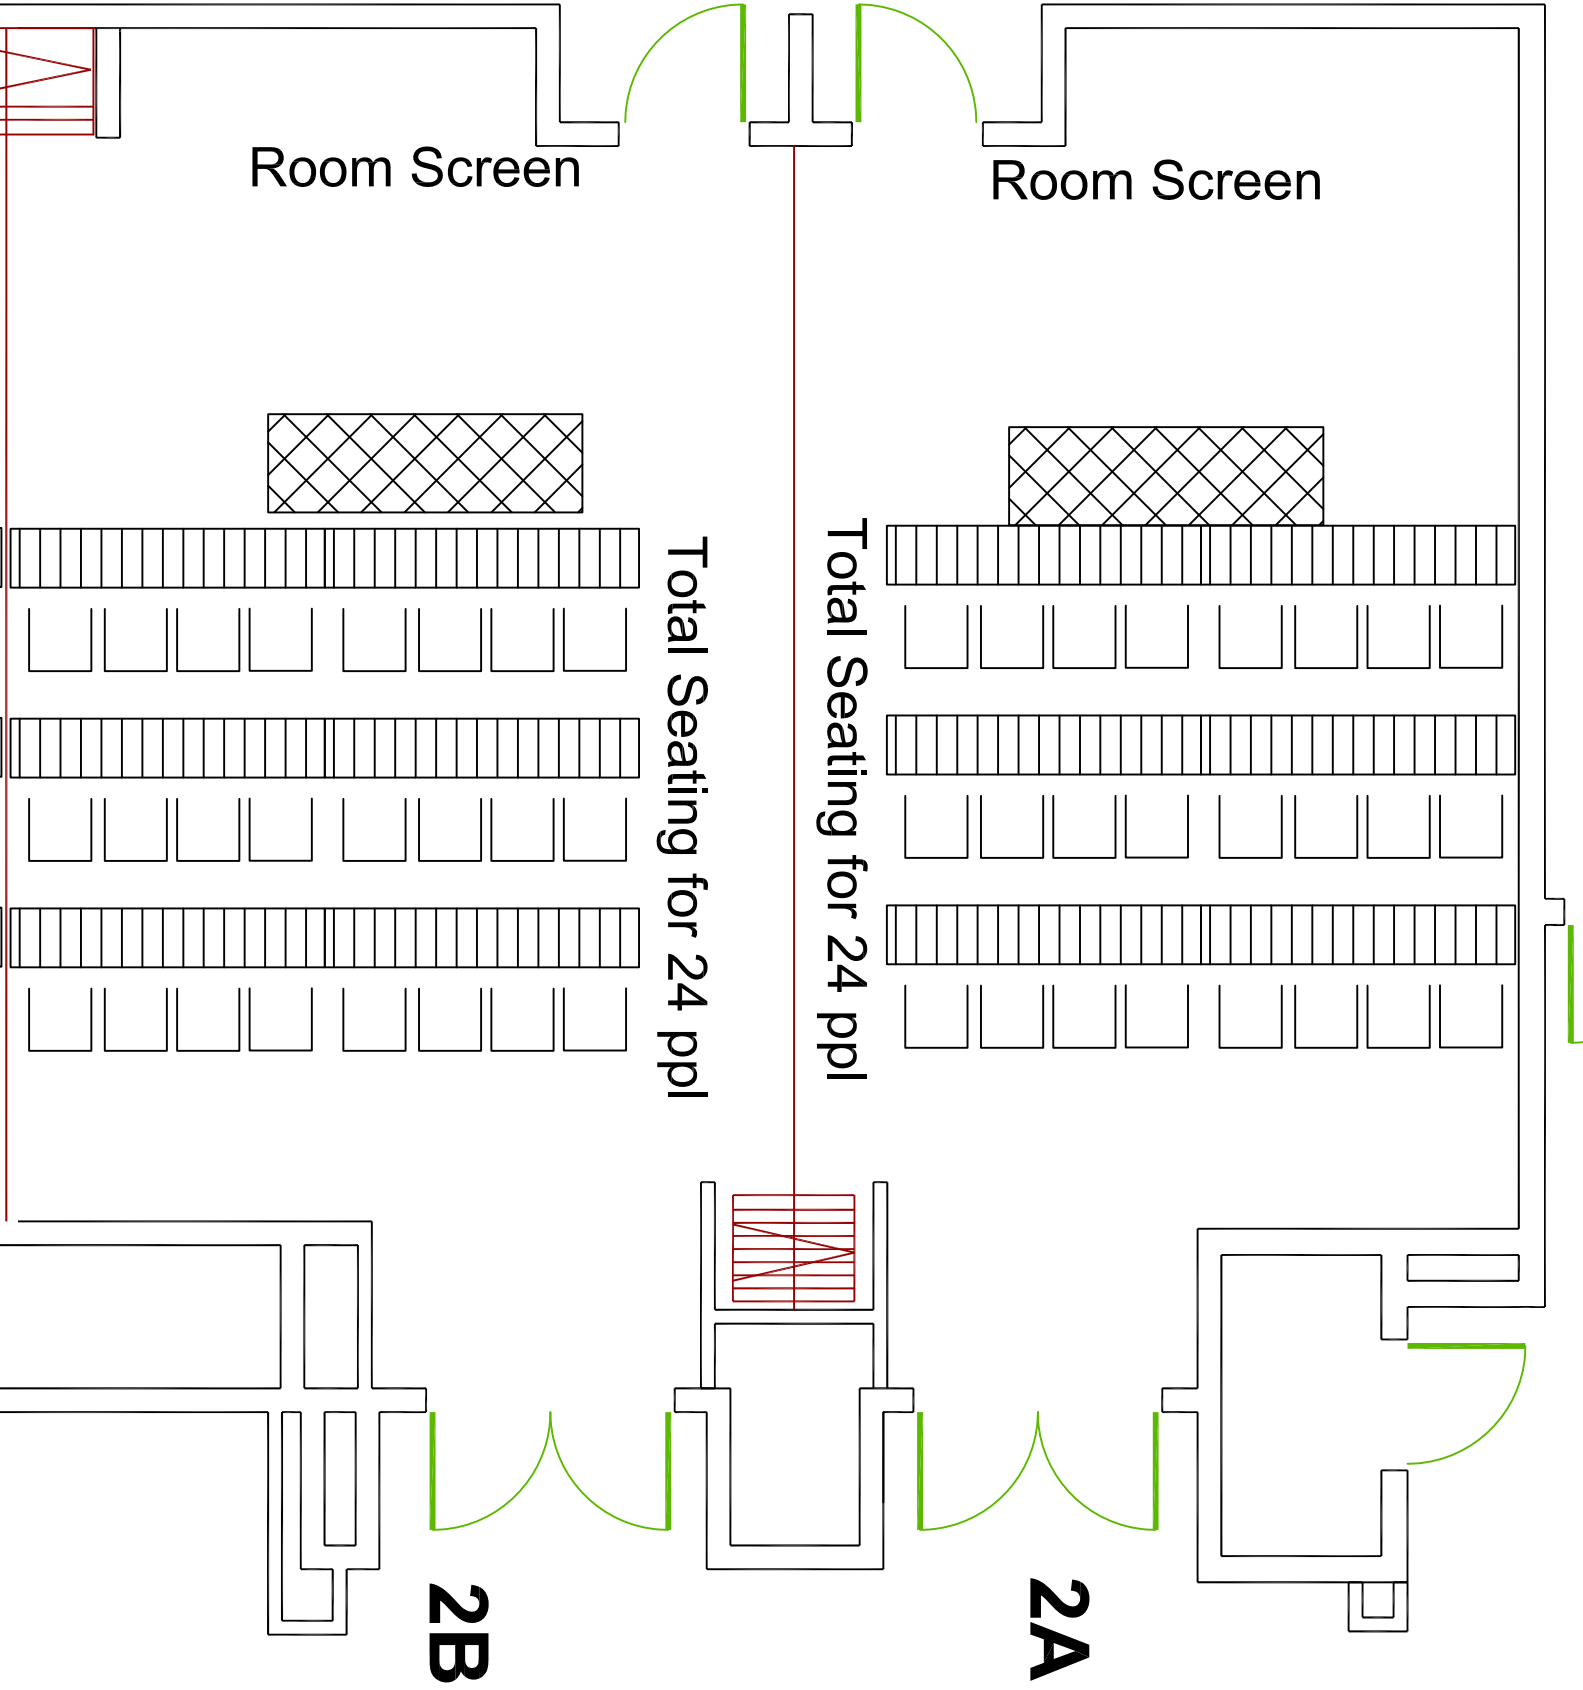 Room Screen
Room Screen
Total Seating for 24 ppl
Total Seating for 24 ppl
2B
2A